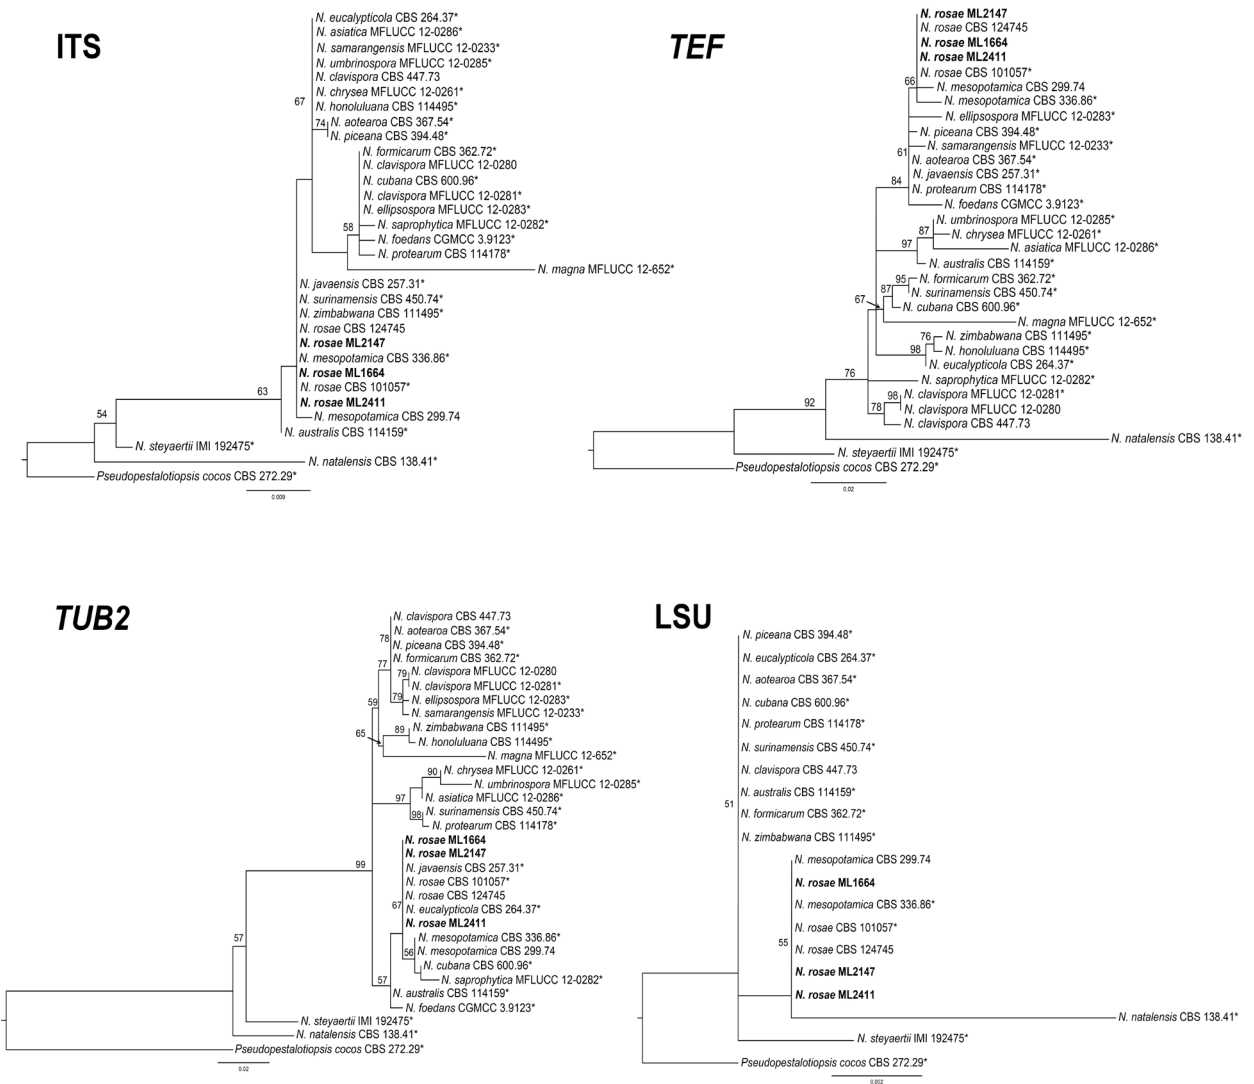 ITS
N. eucalypticola CBS 264.37*
N. asiatica MFLUCC 12-0286*
N. samarangensis MFLUCC 12-0233*
N. umbrinospora MFLUCC 12-0285*
N. clavispora CBS 447.73
N. chrysea MFLUCC 12-0261*
67
N. honoluluana CBS 114495*
74
N. aotearoa CBS 367.54*
N. piceana CBS 394.48*
N. formicarum CBS 362.72*
N. clavispora MFLUCC 12-0280
N. cubana CBS 600.96*
N. clavispora MFLUCC 12-0281*
N. ellipsospora MFLUCC 12-0283*
58
N. saprophytica MFLUCC 12-0282*
N. foedans CGMCC 3.9123*
N. protearum CBS 114178*
N. magna MFLUCC 12-652*
N. javaensis CBS 257.31*
N. surinamensis CBS 450.74*
N. zimbabwana CBS 111495*
N. rosae CBS 124745
N. rosae ML2147
N. mesopotamica CBS 336.86*
N. rosae ML1664
63
N. rosae CBS 101057*
N. rosae ML2411
54
N. mesopotamica CBS 299.74
N. australis CBS 114159*
N. steyaertii IMI 192475*
N. natalensis CBS 138.41*
Pseudopestalotiopsis cocos CBS 272.29*
0.009
TEF
N. rosae ML2147
N. rosae CBS 124745
N. rosae ML1664
N. rosae ML2411
N. rosae CBS 101057*
66
N. mesopotamica CBS 299.74
N. mesopotamica CBS 336.86*
N. ellipsospora MFLUCC 12-0283*
N. piceana CBS 394.48*
N. samarangensis MFLUCC 12-0233*
61
N. aotearoa CBS 367.54*
N. javaensis CBS 257.31*
84
N. protearum CBS 114178*
N. foedans CGMCC 3.9123*
N. umbrinospora MFLUCC 12-0285*
87
N. chrysea MFLUCC 12-0261*
97
N. asiatica MFLUCC 12-0286*
N. australis CBS 114159*
95
N. formicarum CBS 362.72*
87
N. surinamensis CBS 450.74*
67
N. cubana CBS 600.96*
N. magna MFLUCC 12-652*
76
N. zimbabwana CBS 111495*
98
N. honoluluana CBS 114495*
N. eucalypticola CBS 264.37*
76
N. saprophytica MFLUCC 12-0282*
98
N. clavispora MFLUCC 12-0281*
92
78
N. clavispora MFLUCC 12-0280
N. clavispora CBS 447.73
N. natalensis CBS 138.41*
N. steyaertii IMI 192475*
Pseudopestalotiopsis cocos CBS 272.29*
0.02
TUB2
N. clavispora CBS 447.73
N. aotearoa CBS 367.54*
78
N. piceana CBS 394.48*
N. formicarum CBS 362.72*
77
79
N. clavispora MFLUCC 12-0280
N. clavispora MFLUCC 12-0281*
79
N. ellipsospora MFLUCC 12-0283*
59
N. samarangensis MFLUCC 12-0233*
89
N. zimbabwana CBS 111495*
65
N. honoluluana CBS 114495*
N. magna MFLUCC 12-652*
90
N. chrysea MFLUCC 12-0261*
N. umbrinospora MFLUCC 12-0285*
97
N. asiatica MFLUCC 12-0286*
98
N. surinamensis CBS 450.74*
N. protearum CBS 114178*
N. rosae ML1664
N. rosae ML2147
99
N. javaensis CBS 257.31*
N. rosae CBS 101057*
N. rosae CBS 124745
67
N. eucalypticola CBS 264.37*
N. rosae ML2411
57
N. mesopotamica CBS 336.86*
56
N. mesopotamica CBS 299.74
N. cubana CBS 600.96*
57
N. saprophytica MFLUCC 12-0282*
N. australis CBS 114159*
N. foedans CGMCC 3.9123*
N. steyaertii IMI 192475*
N. natalensis CBS 138.41*
Pseudopestalotiopsis cocos CBS 272.29*
0.02
LSU
N. piceana CBS 394.48*
N. eucalypticola CBS 264.37*
N. aotearoa CBS 367.54*
N. cubana CBS 600.96*
N. protearum CBS 114178*
N. surinamensis CBS 450.74*
N. clavispora CBS 447.73
N. australis CBS 114159*
51
N. formicarum CBS 362.72*
N. zimbabwana CBS 111495*
N. mesopotamica CBS 299.74
N. rosae ML1664
N. mesopotamica CBS 336.86*
N. rosae CBS 101057*
55
N. rosae CBS 124745
N. rosae ML2147
N. rosae ML2411
N. natalensis CBS 138.41*
N. steyaertii IMI 192475*
Pseudopestalotiopsis cocos CBS 272.29*
0.002